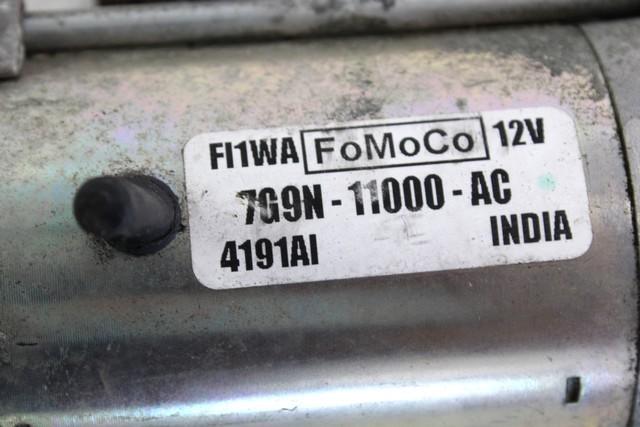 FI1WA FoMoCo 12V
7G9N - 11000 - AC
4191AI INDIA